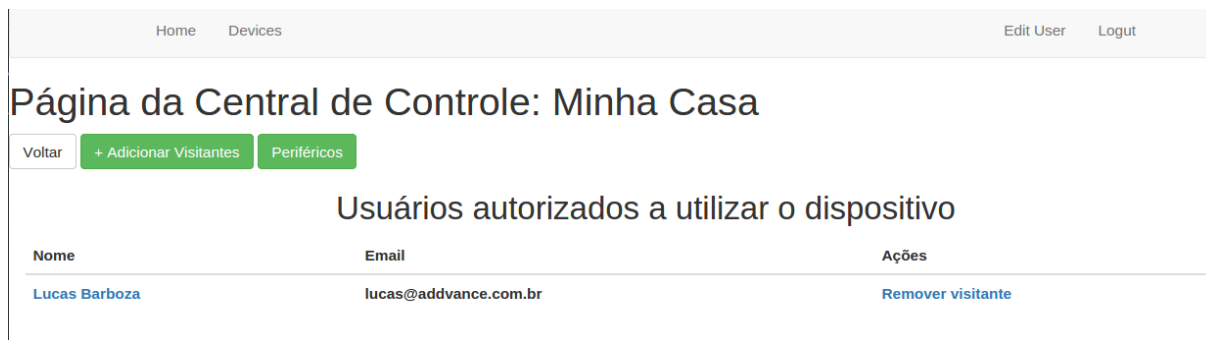 Home Devices Edit User Logut
Página da Central de Controle: Minha Casa
Voltar + Adicionar Visitantes Periféricos
Usuários autorizados a utilizar o dispositivo
Nome Email Ações
Lucas Barboza lucas@addvance.com.br Remover visitante